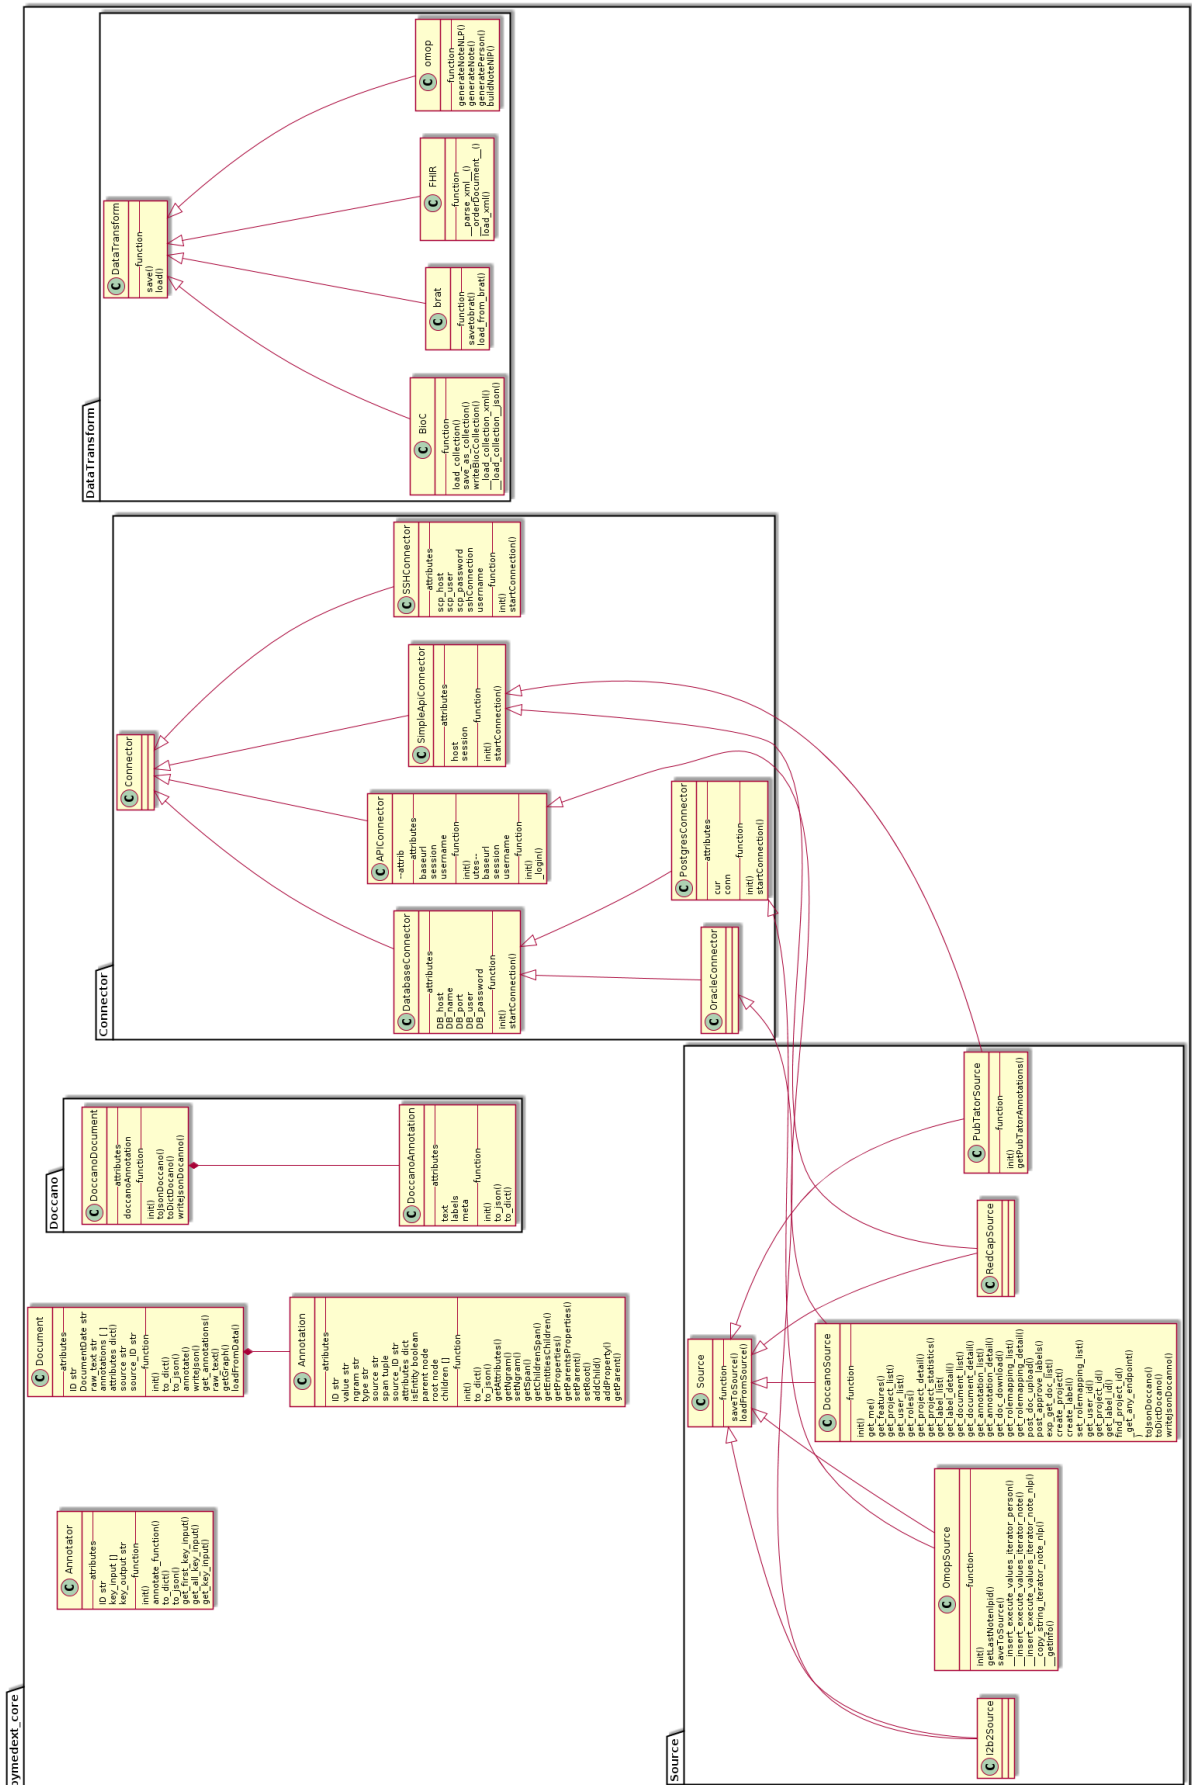 pymedext_core
DataTransform
C
DataTransform
function
save()
load()
C
omop
function
generateNoteNLP()
generateNote()
generatePerson()
buildNoteNlP()
C
FHIR
function
__parse_xml__()
__orderDocument__()
load_xml()
C
brat
function
savetobrat()
load_from_brat()
C
BioC
function
load_collection()
save_as_collection()
writeBiocCollection()
__load_collection_xml()
__load_collection__json()
Connector
C
Connector
C
SSHConnector
attributes
scp_host
scp_user
scp_password
sshConnection
username
function
init()
startConnection()
C
SimpleApiConnector
attributes
host
session
function
init()
startConnection()
C
APIConnector
--attrib
attributes
baseurl
session
username
function
init()
utes--
baseurl
session
username
function
init()
_login()
C
DatabaseConnector
attributes
DB_host
DB_name
DB_port
DB_user
DB_password
function
init()
startConnection()
C
PostgresConnector
attributes
cur
conn
function
init()
startConnection()
C
OracleConnector
Doccano
C
DoccanoDocument
attributes
doccanoAnnotation
function
init()
toJsonDoccano()
toDictDocano()
writeJsonDocanno()
C
DoccanoAnnotation
attributes
text
labels
meta
function
init()
to_json()
to_dict()
C
Document
atributes
ID str
DocumentDate str
raw_text str
annotations [ ]
attributes dict()
source str
source_ID str
function
init()
to_dict()
to_json()
annotate()
writeJson()
get_annotations()
raw_text()
getGraph()
loadFromData()
C
Annotation
atributes
ID str
value str
ngram str
type str
source str
span tuple
source_ID str
attributes dict
isEntity boolean
parent node
root node
children []
function
init()
to_dict()
to_json()
getAttributes()
getNgram()
setNgram()
getSpan()
getChildrenSpan()
getEntitiesChildren()
getProperties()
getParentsProperties()
setParent()
setRoot()
addChild()
addProperty()
getParent()
C
Annotator
atributes
ID str
key_input []
key_output str
function
init()
annotate_function()
to_dict()
to_json()
get_first_key_input()
get_all_key_input()
get_key_input()
Source
C
Source
function
saveToSource()
loadFromSource()
C
PubTatorSource
function
init()
getPubTatorAnnotations()
C
RedCapSource
C
DoccanoSource
function
init()
get_me()
get_features()
get_project_list()
get_user_list()
get_roles()
get_project_detail()
get_project_statistics()
get_label_list()
get_label_detail()
get_document_list()
get_document_detail()
get_annotation_list()
get_annotation_detail()
get_doc_download()
get_rolemapping_list()
get_rolemapping_detail()
post_doc_upload()
post_approve_labels()
exp_get_doc_list()
create_project()
create_label()
set_rolemapping_list()
get_user_id()
get_project_id()
get_label_id()
find_project_id()
_get_any_endpoint()
)
toJsonDoccano()
toDictDoccano()
writeJsonDocanno()
C
OmopSource
function
init()
getLastNotenlpid()
saveToSource()
__insert_execute_values_iterator_person()
__insert_execute_values_iterator_note()
__insert_execute_values_iterator_note_nlp()
__copy_string_iterator_note_nlp()
__getInfo()
C
I2b2Source